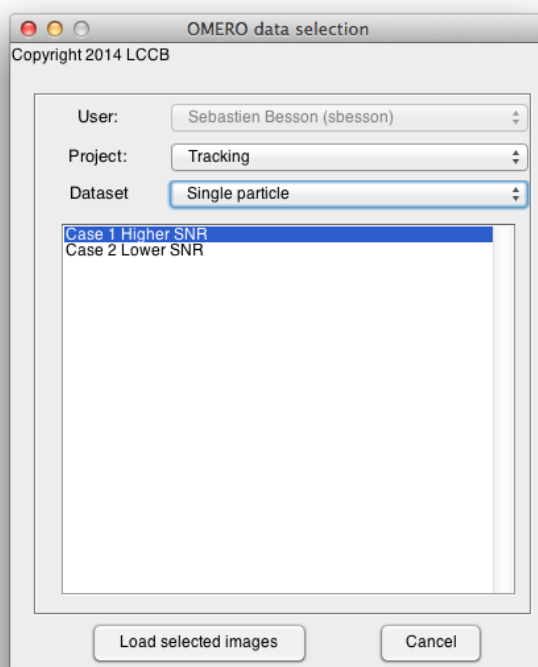 OMERO data selection
Copyright 2014 LCCB
User: Sebastien Besson (sbesson)
Project: Tracking
Dataset Single particle
Case 1 Higher SNR
Case 2 Lower SNR
Load selected images Cancel